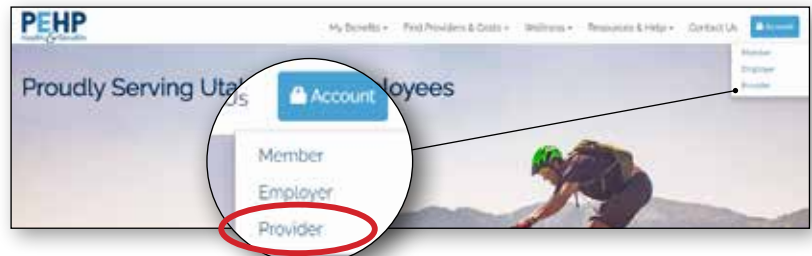 PEHP
Health & Benefits
My Benefits Find Providers & Costs Wellness Resources & Help Contact Us Account
Member
Employer
Provider
Proudly Serving Uta oyees
Us Account
Member
Employer
Provider